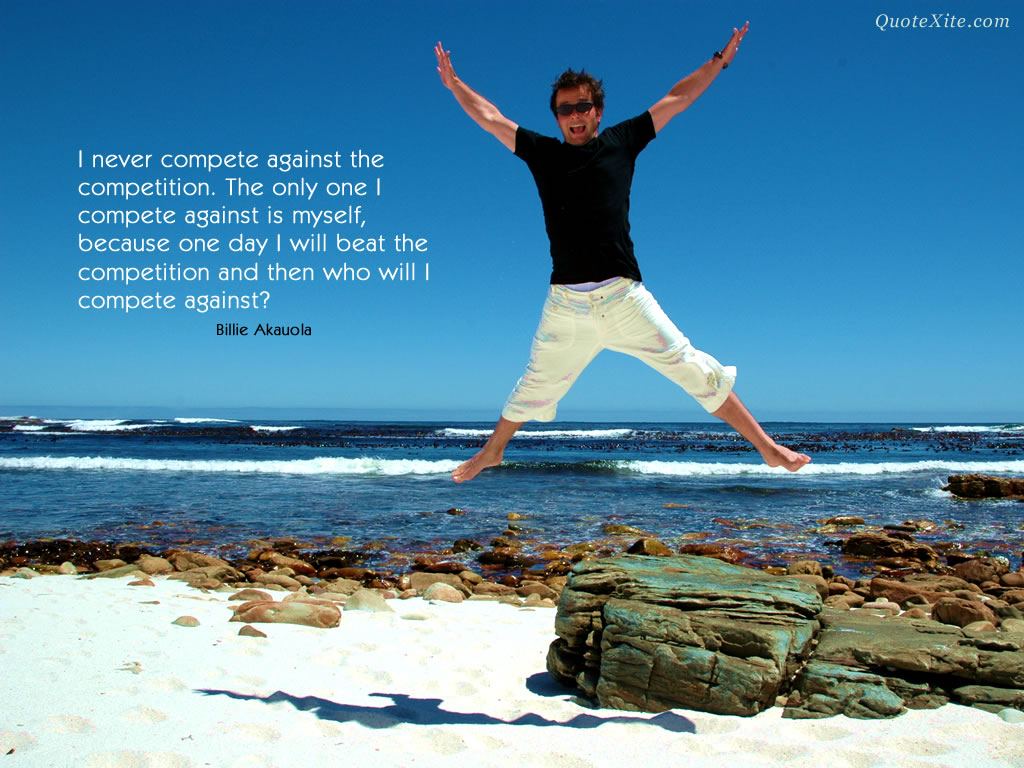 QuoteXite.com
I never compete against the
competition. The only one I
compete against is myself,
because one day I will beat the
competition and then who will I
compete against?
Billie Akauola